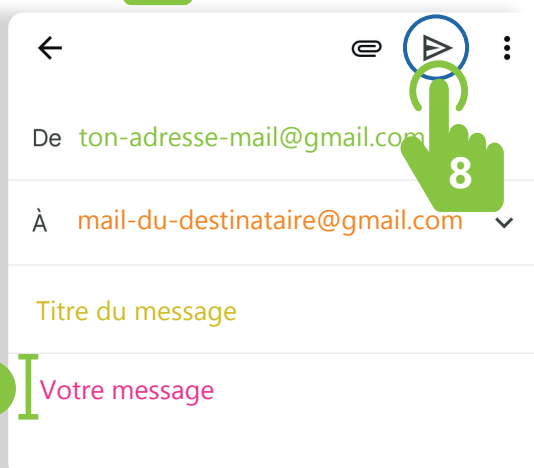 De ton-adresse-mail@gmail.com
8
À mail-du-destinataire@gmail.com
Titre du message
Votre message